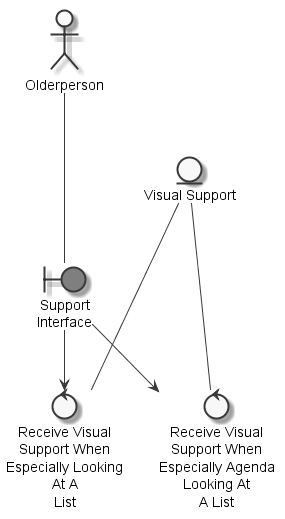 Olderperson
Visual Support
Support
Interface
Receive Visual
Support When
Especially Looking
At A
List
Receive Visual
Support When
Especially Agenda
Looking At
A List